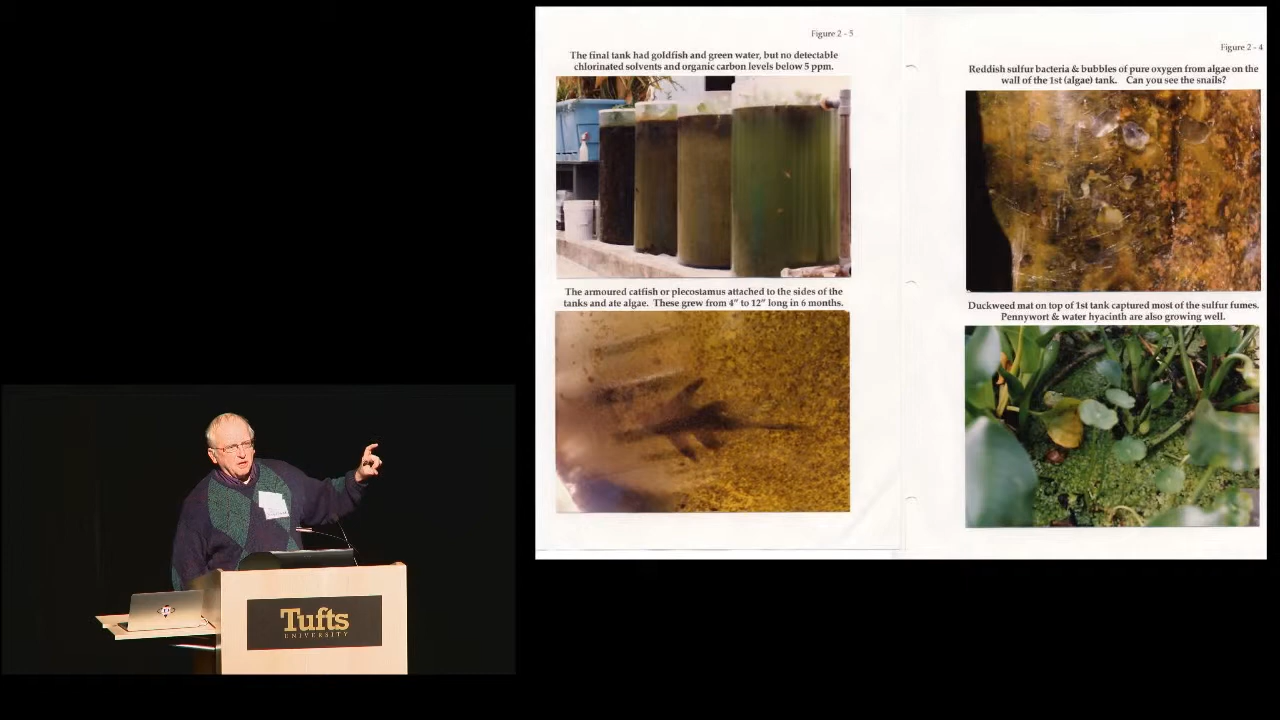 Figure 2 - 5
The final tank had goldfish and green water, but no detectable
chlorinated solvents and organic carbon levels below 5 ppm.
The armoured catfish or plecostamus attached to the sides of the
tanks and ate algae. These grew from 4" to 12" long in 6 months.
Figure 2 - 4
Reddish sulfur bacteria & bubbles of pure oxygen from algae on the
wall of the 1st (algae) tank. Can you see the snails?
Duckweed mat on top of 1st tank captured most of the sulfur fumes.
Pennywort & water hyacinth are also growing well.
Tufts
UNIVERSITY